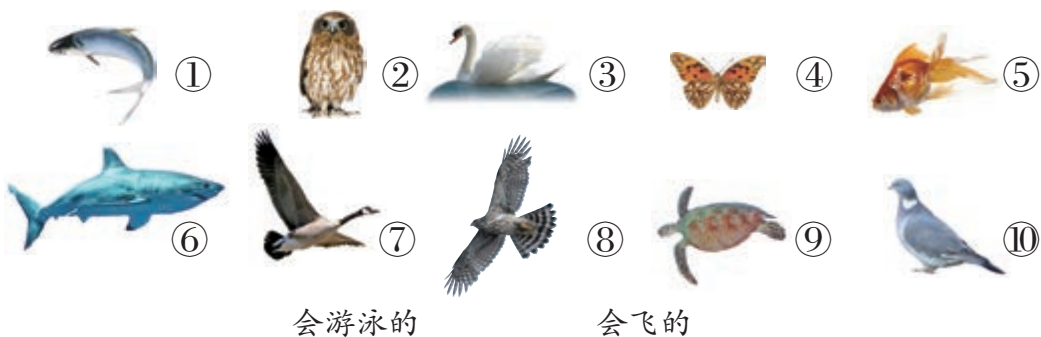 ① ② ③ ④ ⑤
⑥ ⑦ ⑧ ⑨ ⑩
会游泳的 会飞的